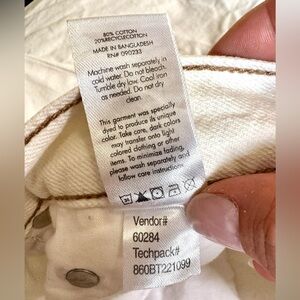 80% COTTON
20%RECYCLCOTTON
MADE IN BANGLADESH
RN# 090233
Machine wash separately in
cold water. Do not bleach.
Tumble dry low. Cool iron
as needed. Do not dry
clean.
This garment was specially
dyed to produce its unique
color. Take care, dark colors
may transfer onto light
colored clothing or other
items. To minimize fading,
please wash separately and
follow care instructions.
Vendor#
60284
Techpack#
860BT221099